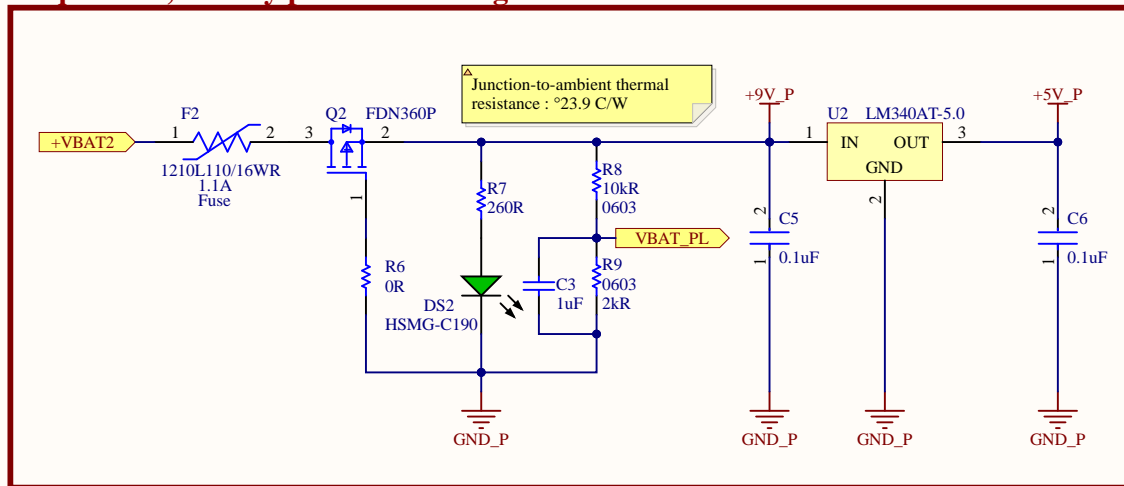 F2
+VBAT2
1
2
1210L110/16WR
1.1A
Fuse
Q2
FDN360P
3
2
1
R6
0R
Junction-to-ambient thermal
resistance : °23.9 C/W
R7
260R
DS2
HSMG-C190
R8
10kR
0603
VBAT_PL
C3
1uF
R9
0603
2kR
GND_P
+9V_P
2
C5
1
0.1uF
GND_P
U2
LM340AT-5.0
1
IN
OUT
3
GND
2
GND_P
+5V_P
2
C6
1
0.1uF
GND_P